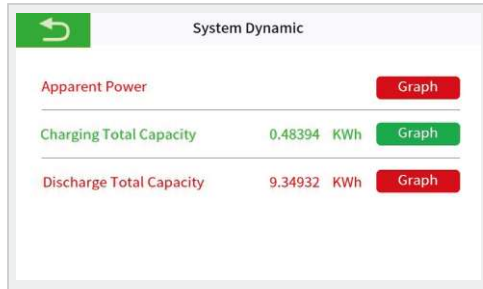 System Dynamic
Apparent Power Graph
Charging Total Capacity 0.48394 KWh Graph
Discharge Total Capacity 9.34932 KWh Graph